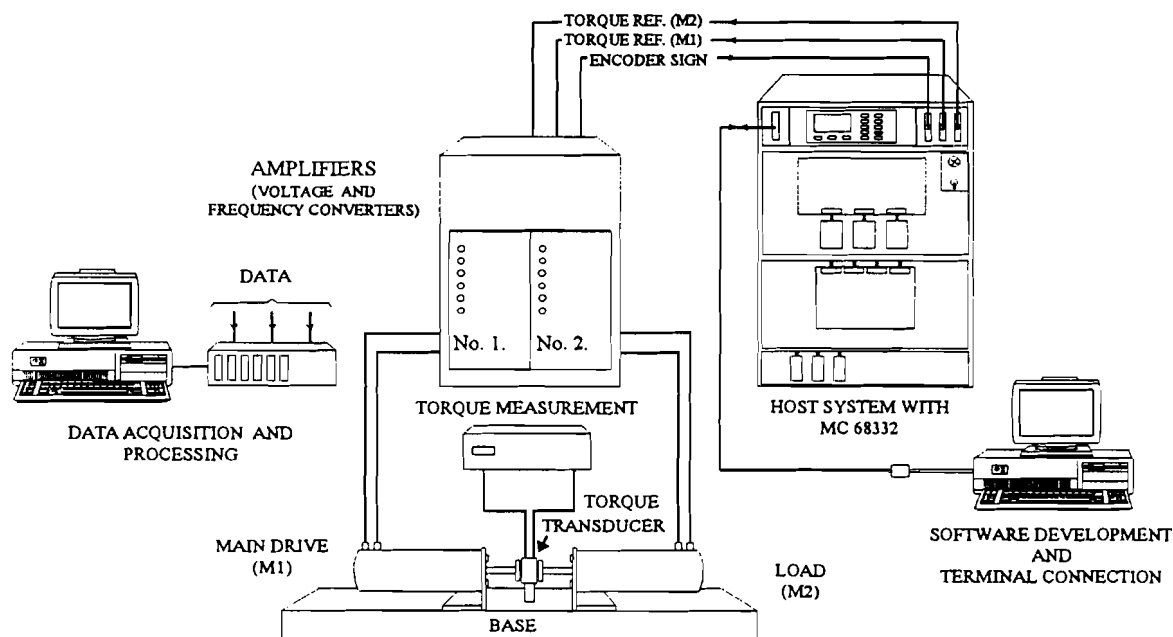 TORQUE REF. (M2)
TORQUE REF. (M1)
ENCODER SIGN
AMPLIFIERS
(VOLTAGE AND
FREQUENCY CONVERTERS)
DATA
No. 1.
No. 2.
TORQUE MEASUREMENT
HOST SYSTEM WITH
MC 68332
DATA ACQUISITION AND
PROCESSING
TORQUE
TRANSDUCER
MAIN DRIVE
(M1)
LOAD
(M2)
SOFTWARE DEVELOPMENT
AND
TERMINAL CONNECTION
BASE